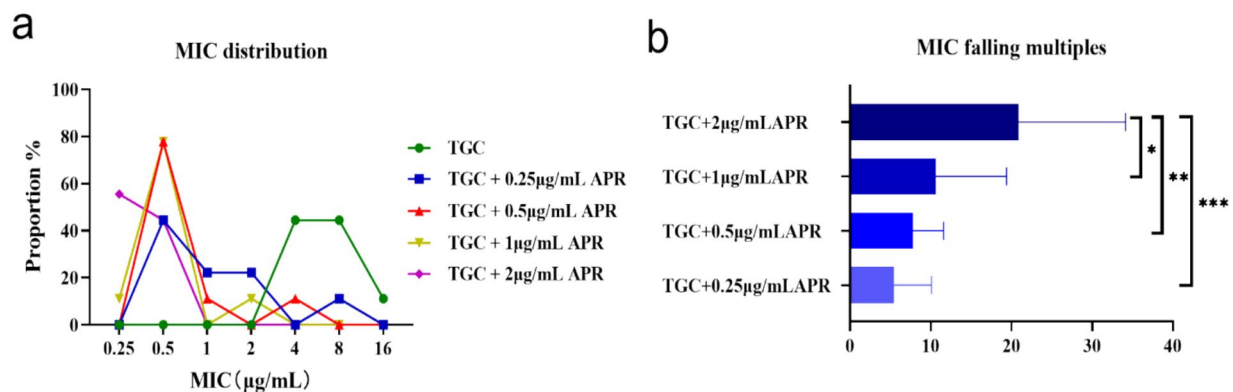 a
MIC distribution
Proportion %
100
80
60
40
20
0
0.25 0.5 1 2 4 8 16
MIC(μg/mL)
TGC
TGC + 0.25μg/mL APR
TGC + 0.5μg/mL APR
TGC + 1μg/mL APR
TGC + 2μg/mL APR
b
MIC falling multiples
TGC+2μg/mLAPR
TGC+1μg/mLAPR
TGC+0.5μg/mLAPR
TGC+0.25μg/mLAPR
0 10 20 30 40
*
**
***